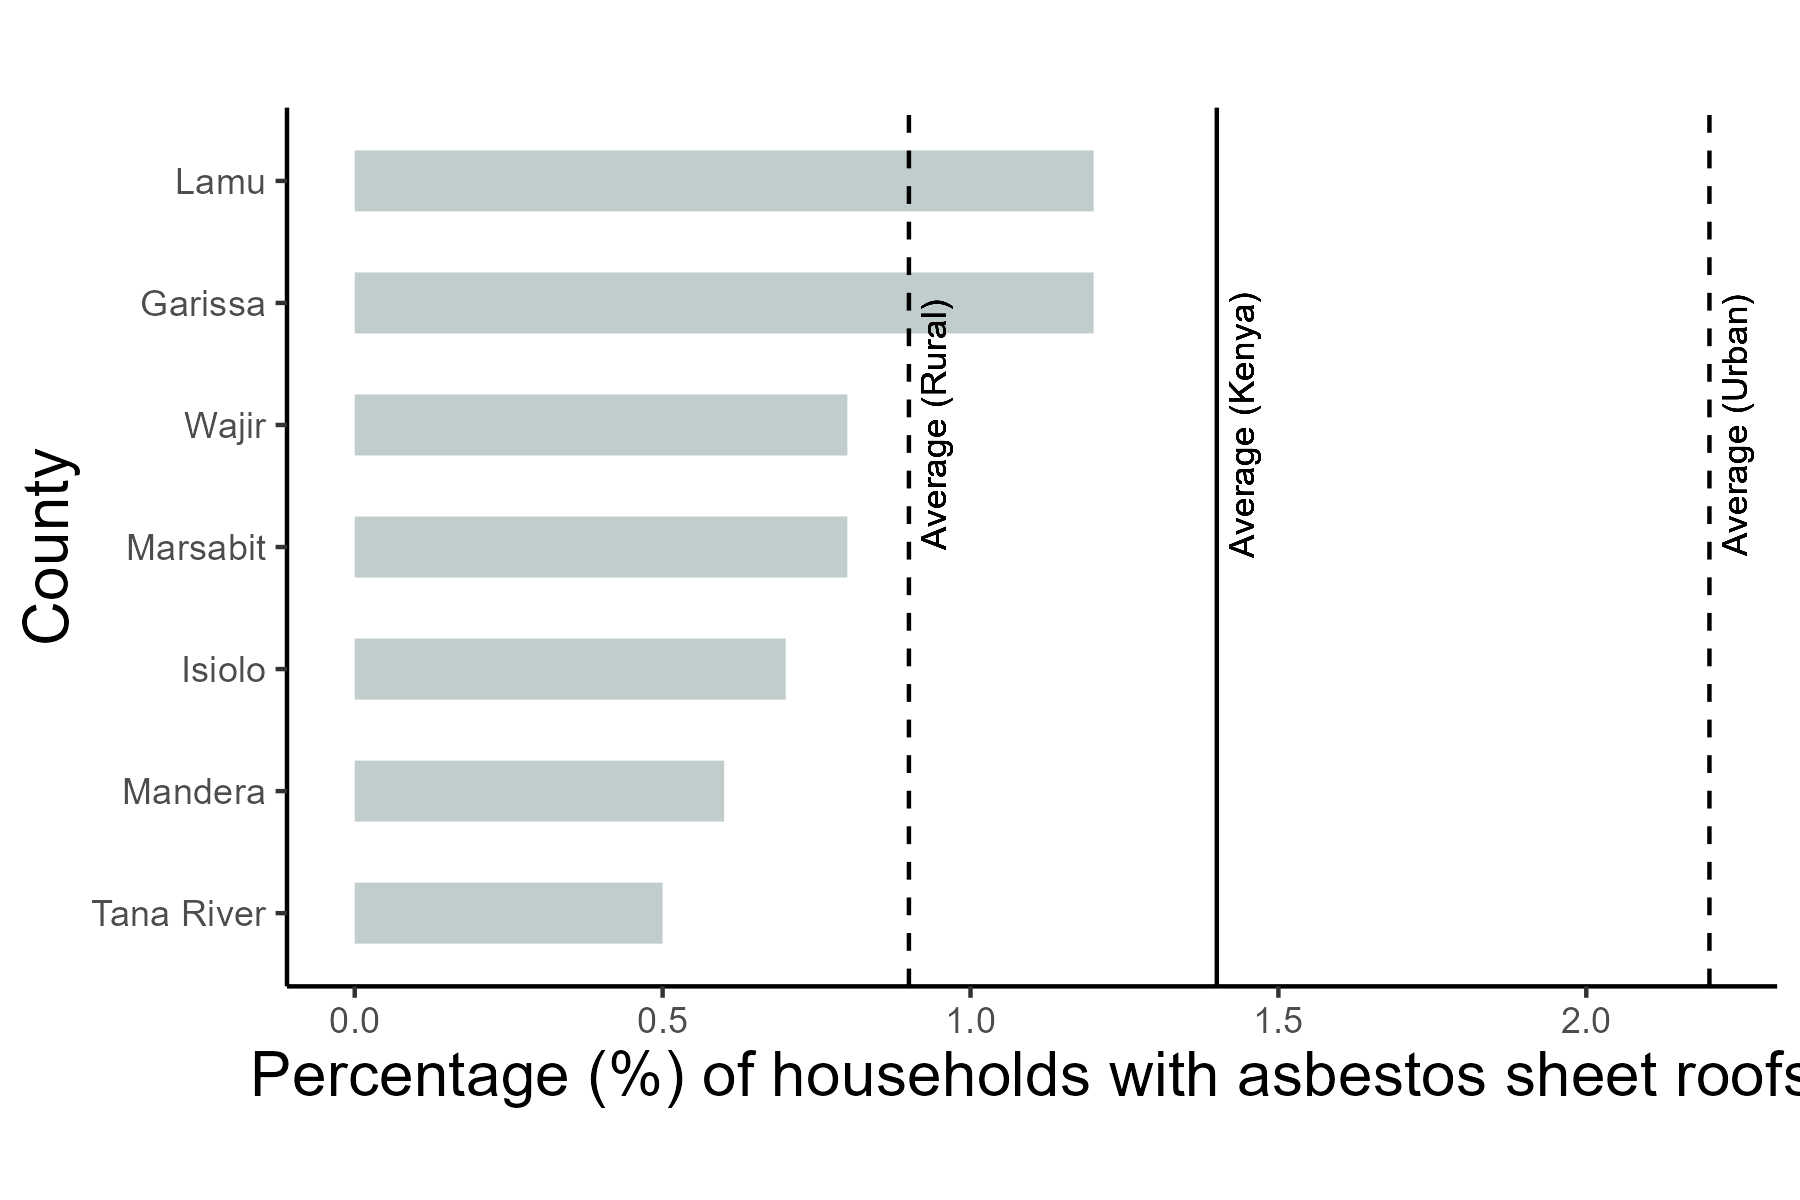 Lamu
Garissa
Wajir
Marsabit
Isiolo
Mandera
Tana River
County
Average (Rural)
Average (Kenya)
Average (Urban)
0.0 0.5 1.0 1.5 2.0
Percentage (%) of households with asbestos sheet roofs